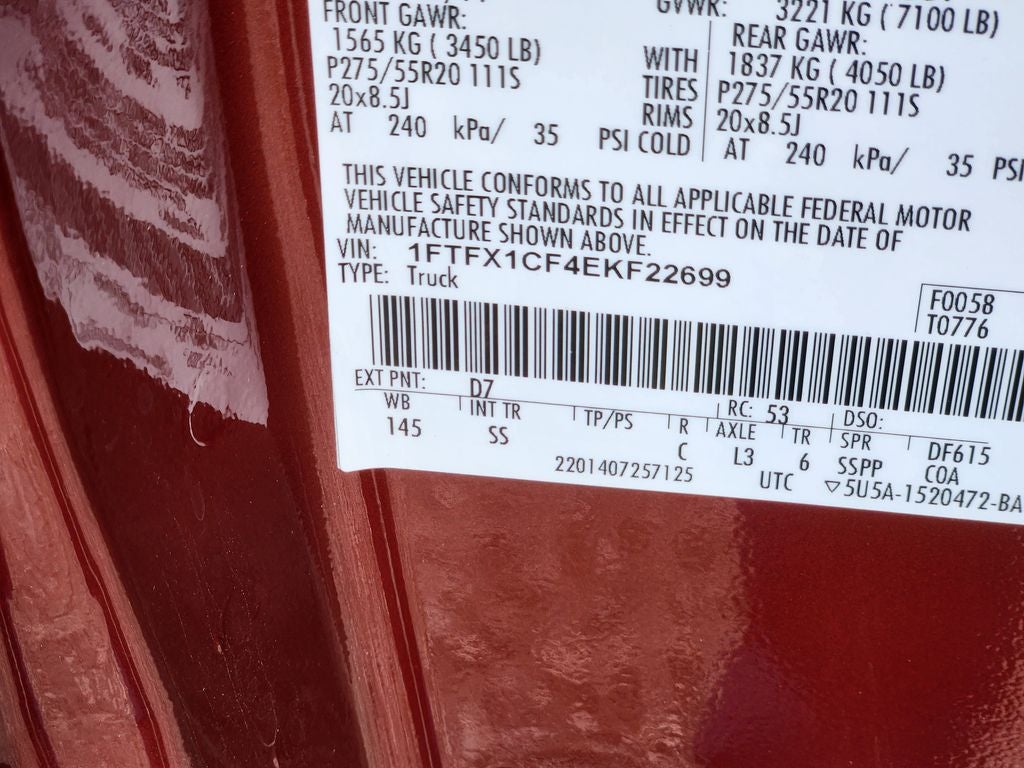 FRONT GAWR:
GVWR: 3221 KG ( 7100 LB)
1565 KG ( 3450 LB)
REAR GAWR:
WITH 1837 KG ( 4050 LB)
P275/55R20 111S
TIRES P275/55R20 111S
20x8.5J
RIMS 20x8.5J
AT 240 kPa/ 35 PSI COLD
AT 240 kPa/ 35 PSI
THIS VEHICLE CONFORMS TO ALL APPLICABLE FEDERAL MOTOR
VEHICLE SAFETY STANDARDS IN EFFECT ON THE DATE OF
MANUFACTURE SHOWN ABOVE.
VIN: 1FTFX1CF4EKF22699
TYPE: Truck
F0058
T0776
EXT PNT: D7
RC: 53
DSO:
WB INT TR TP/PS R AXLE TR SPR DF615
145 SS C L3 6 SSPP COA
2201407257125 UTC ▽5U5A-1520472-BA